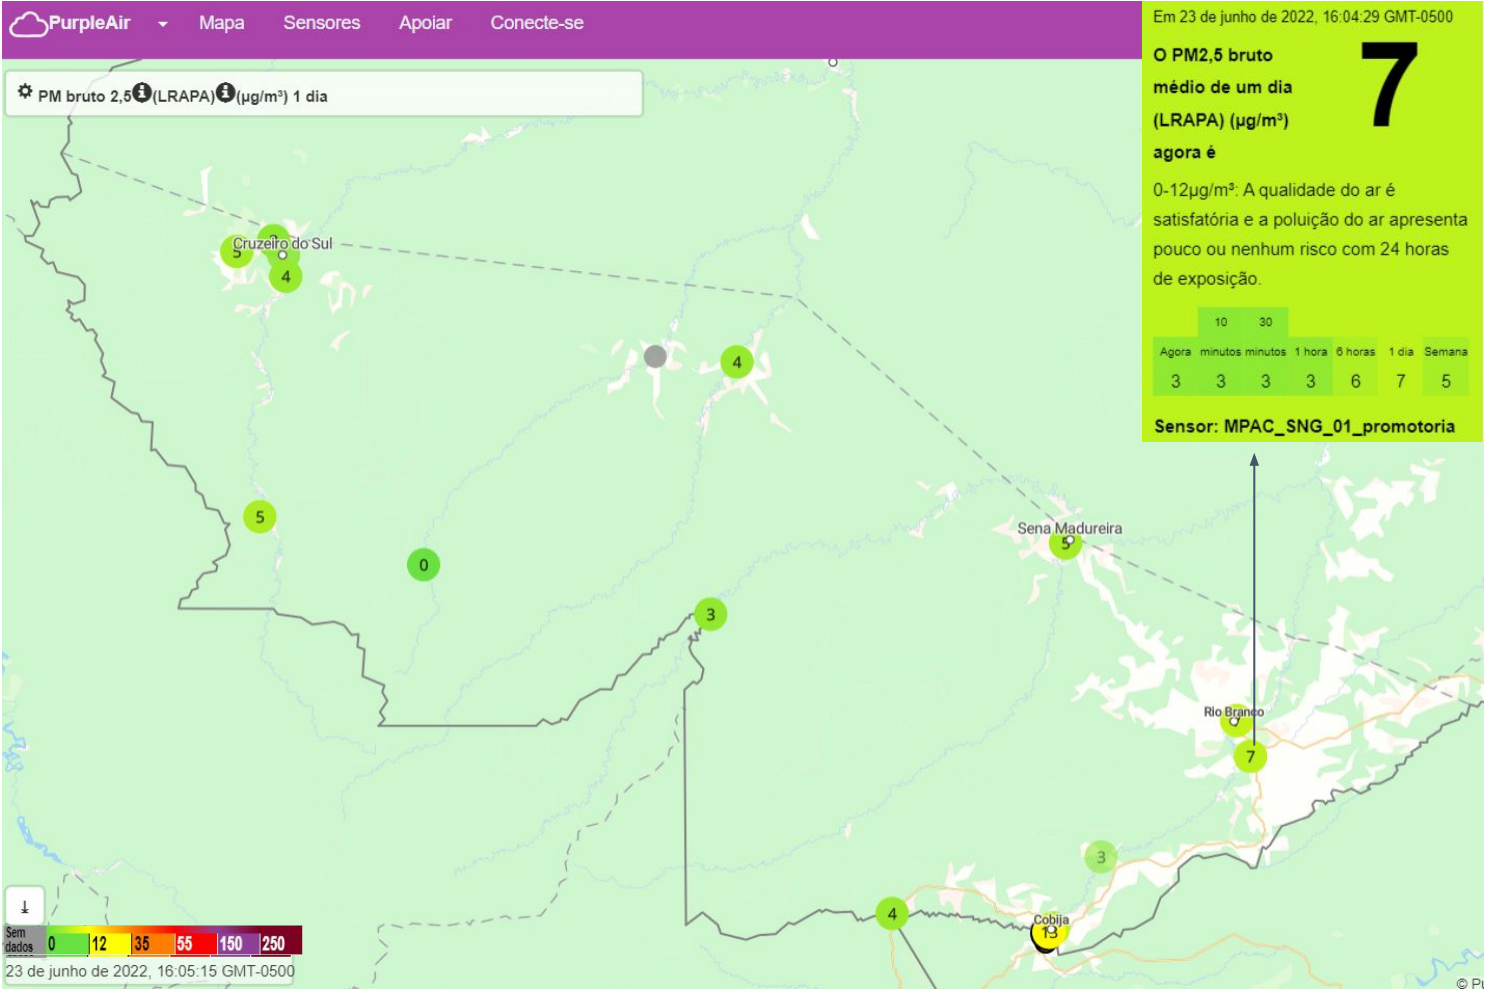 PurpleAir
Mapa
Sensores
Apoiar
Conecte-se
PM bruto 2,5 (LRAPA) (µg/m³) 1 dia
Em 23 de junho de 2022, 16:04:29 GMT-0500
O PM2,5 bruto
médio de um dia
(LRAPA) (µg/m³)
agora é
7
0-12µg/m³: A qualidade do ar é
satisfatória e a poluição do ar apresenta
pouco ou nenhum risco com 24 horas
de exposição.
10 30
Agora minutos minutos 1 hora 6 horas 1 dia Semana
3 3 3 3 6 7 5
Sensor: MPAC_SNG_01_promotoria
Cruzeiro do Sul
5
4
4
5
0
3
Sena Madureira
5
Rio Branco
7
3
4
Cobija
13
Sem
dados
0 12 35 55 150 250
23 de junho de 2022, 16:05:15 GMT-0500